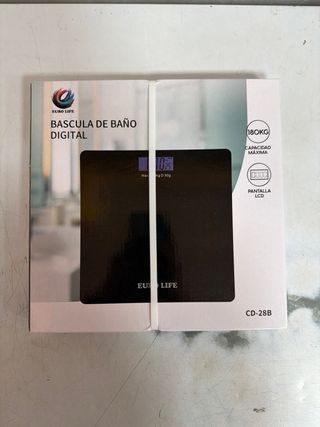 EURO LIFE
BASCULA DE BAÑO
DIGITAL
180KG
CAPACIDAD
MÁXIMA
PANTALLA
LCD
EURO LIFE
CD-28B